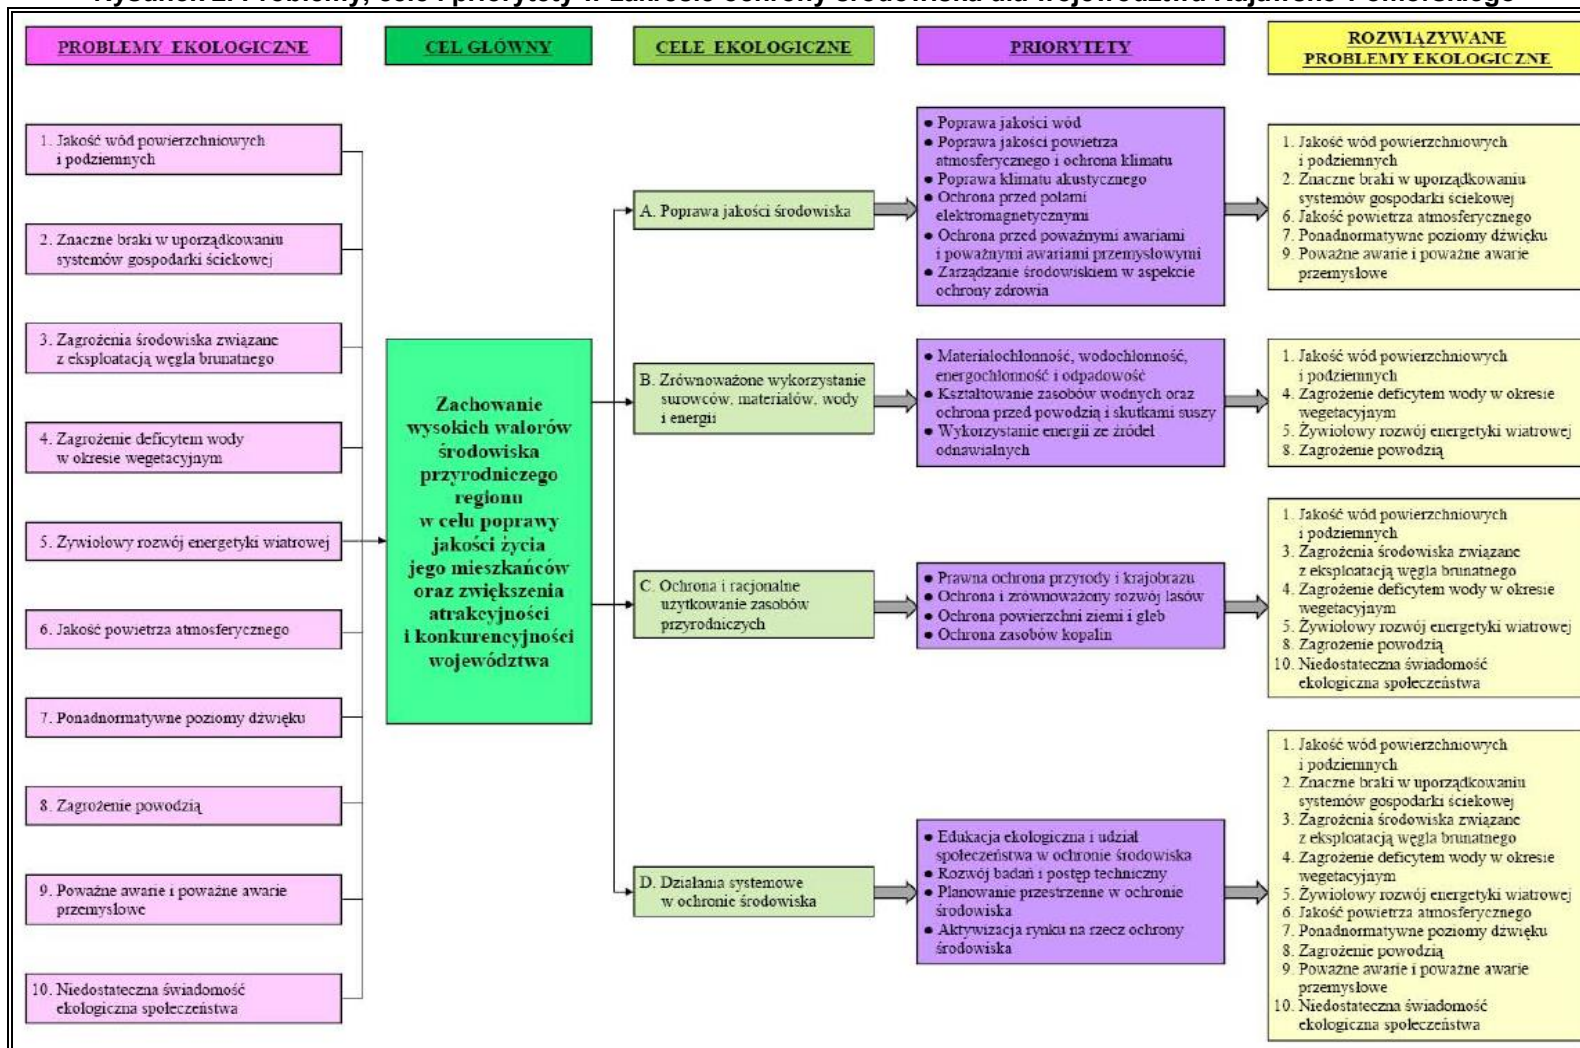 Rysunek 2. Problemy, cele i priorytety w zakresie ochrony środowiska dla województwa Kujawsko-Pomorskiego
PROBLEMY EKOLOGICZNE
1. Jakość wód powierzchniowych
i podziemnych
2. Znaczne braki w uporządkowaniu
systemów gospodarki ściekowej
3. Zagrożenia środowiska związane
z eksploatacją węgla brunatnego
4. Zagrożenie deficytem wody
w okresie wegetacyjnym
5. Żywiołowy rozwój energetyki wiatrowej
6. Jakość powietrza atmosferycznego
7. Ponadnormatywne poziomy dźwięku
8. Zagrożenie powodzią
9. Poważne awarie i poważne awarie
przemysłowe
10. Niedostateczna świadomość
ekologiczna społeczeństwa
CEL GŁÓWNY
Zachowanie
wysokich walorów
środowiska
przyrodniczego
regionu
w celu poprawy
jakości życia
jego mieszkańców
oraz zwiększenia
atrakcyjności
i konkurencyjności
województwa
CELE EKOLOGICZNE
A. Poprawa jakości środowiska
B. Zrównoważone wykorzystanie
surowców, materiałów, wody
i energii
C. Ochrona i racjonalne
użytkowanie zasobów
przyrodniczych
D. Działania systemowe
w ochronie środowiska
PRIORYTETY
● Poprawa jakości wód
● Poprawa jakości powietrza
atmosferycznego i ochrona klimatu
● Poprawa klimatu akustycznego
● Ochrona przed polami
elektromagnetycznymi
● Ochrona przed poważnymi awariami
i poważnymi awariami przemysłowymi
● Zarządzanie środowiskiem w aspekcie
ochrony zdrowia
● Materiałochłonność, wodochłonność,
energochłonność i odpadowość
● Kształtowanie zasobów wodnych oraz
ochrona przed powodzią i skutkami suszy
● Wykorzystanie energii ze źródeł
odnawialnych
● Prawna ochrona przyrody i krajobrazu
● Ochrona i zrównoważony rozwój lasów
● Ochrona powierzchni ziemi i gleb
● Ochrona zasobów kopalin
● Edukacja ekologiczna i udział
społeczeństwa w ochronie środowiska
● Rozwój badań i postęp techniczny
● Planowanie przestrzenne w ochronie
środowiska
● Aktywizacja rynku na rzecz ochrony
środowiska
ROZWIĄZYWANE
PROBLEMY EKOLOGICZNE
1. Jakość wód powierzchniowych
i podziemnych
2. Znaczne braki w uporządkowaniu
systemów gospodarki ściekowej
6. Jakość powietrza atmosferycznego
7. Ponadnormatywne poziomy dźwięku
9. Poważne awarie i poważne awarie
przemysłowe
1. Jakość wód powierzchniowych
i podziemnych
4. Zagrożenie deficytem wody w okresie
wegetacyjnym
5. Żywiołowy rozwój energetyki wiatrowej
8. Zagrożenie powodzią
1. Jakość wód powierzchniowych
i podziemnych
3. Zagrożenia środowiska związane
z eksploatacją węgla brunatnego
4. Zagrożenie deficytem wody w okresie
wegetacyjnym
5. Żywiołowy rozwój energetyki wiatrowej
8. Zagrożenie powodzią
10. Niedostateczna świadomość
ekologiczna społeczeństwa
1. Jakość wód powierzchniowych
i podziemnych
2. Znaczne braki w uporządkowaniu
systemów gospodarki ściekowej
3. Zagrożenia środowiska związane
z eksploatacją węgla brunatnego
4. Zagrożenie deficytem wody w okresie
wegetacyjnym
5. Żywiołowy rozwój energetyki wiatrowej
6. Jakość powietrza atmosferycznego
7. Ponadnormatywne poziomy dźwięku
8. Zagrożenie powodzią
9. Poważne awarie i poważne awarie
przemysłowe
10. Niedostateczna świadomość
ekologiczna społeczeństwa